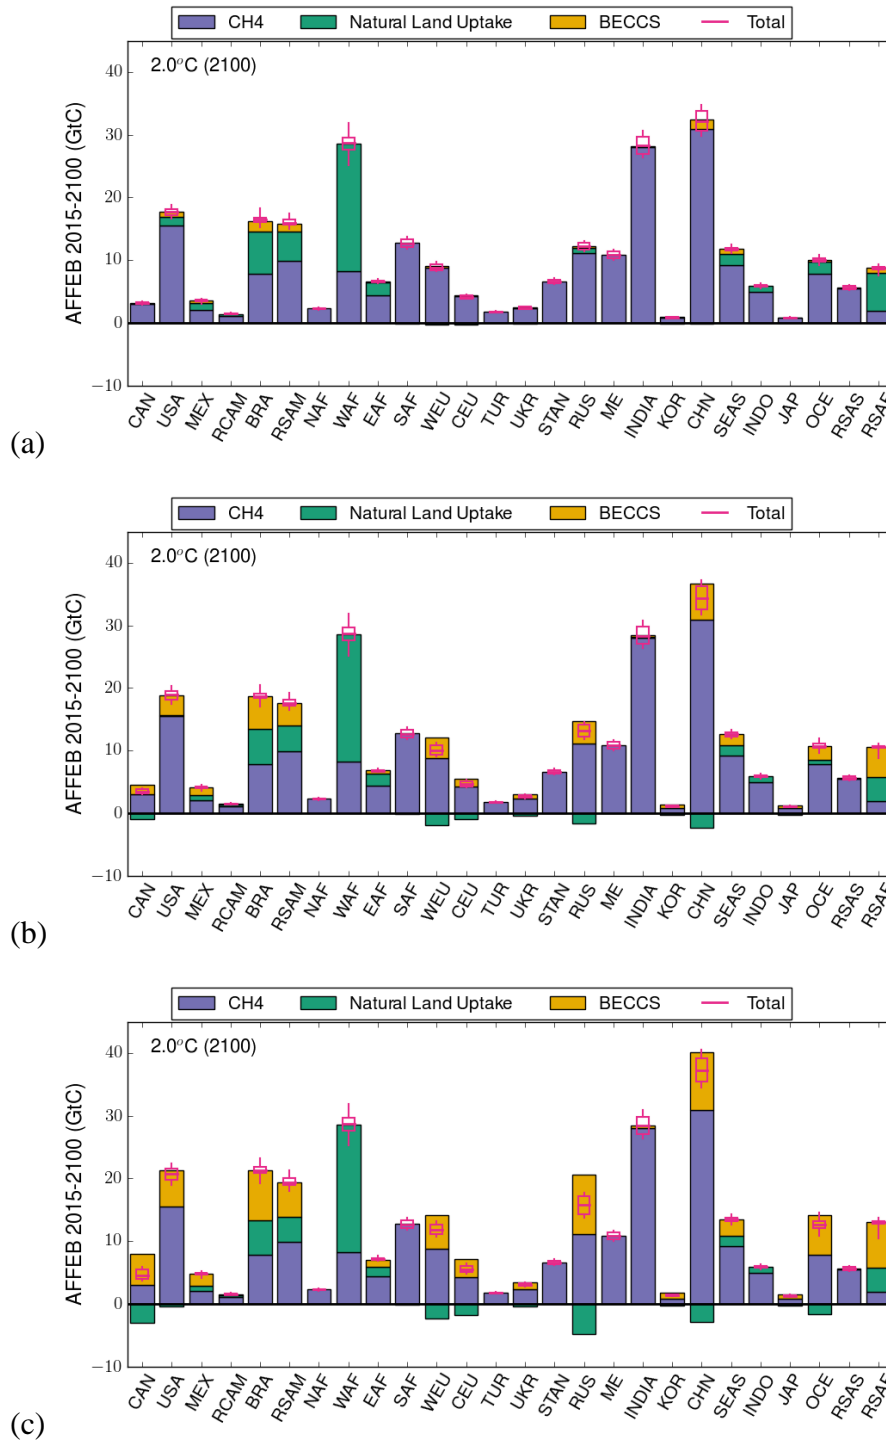 CH4 Natural Land Uptake BECCS Total
2.0°C (2100)
AFFEB 2015-2100 (GtC)
40
30
20
10
0
−10
CAN USA MEX RCAM BRA RSAM NAF WAF EAF SAF WEU CEU TUR UKR STAN RUS ME INDIA KOR CHN SEAS INDO JAP OCE RSAS
(a)
CH4 Natural Land Uptake BECCS Total
2.0°C (2100)
AFFEB 2015-2100 (GtC)
40
30
20
10
0
−10
CAN USA MEX RCAM BRA RSAM NAF WAF EAF SAF WEU CEU TUR UKR STAN RUS ME INDIA KOR CHN SEAS INDO JAP OCE RSAS
(b)
CH4 Natural Land Uptake BECCS Total
2.0°C (2100)
AFFEB 2015-2100 (GtC)
40
30
20
10
0
−10
CAN USA MEX RCAM BRA RSAM NAF WAF EAF SAF WEU CEU TUR UKR STAN RUS ME INDIA KOR CHN SEAS INDO JAP OCE RSAS
(c)